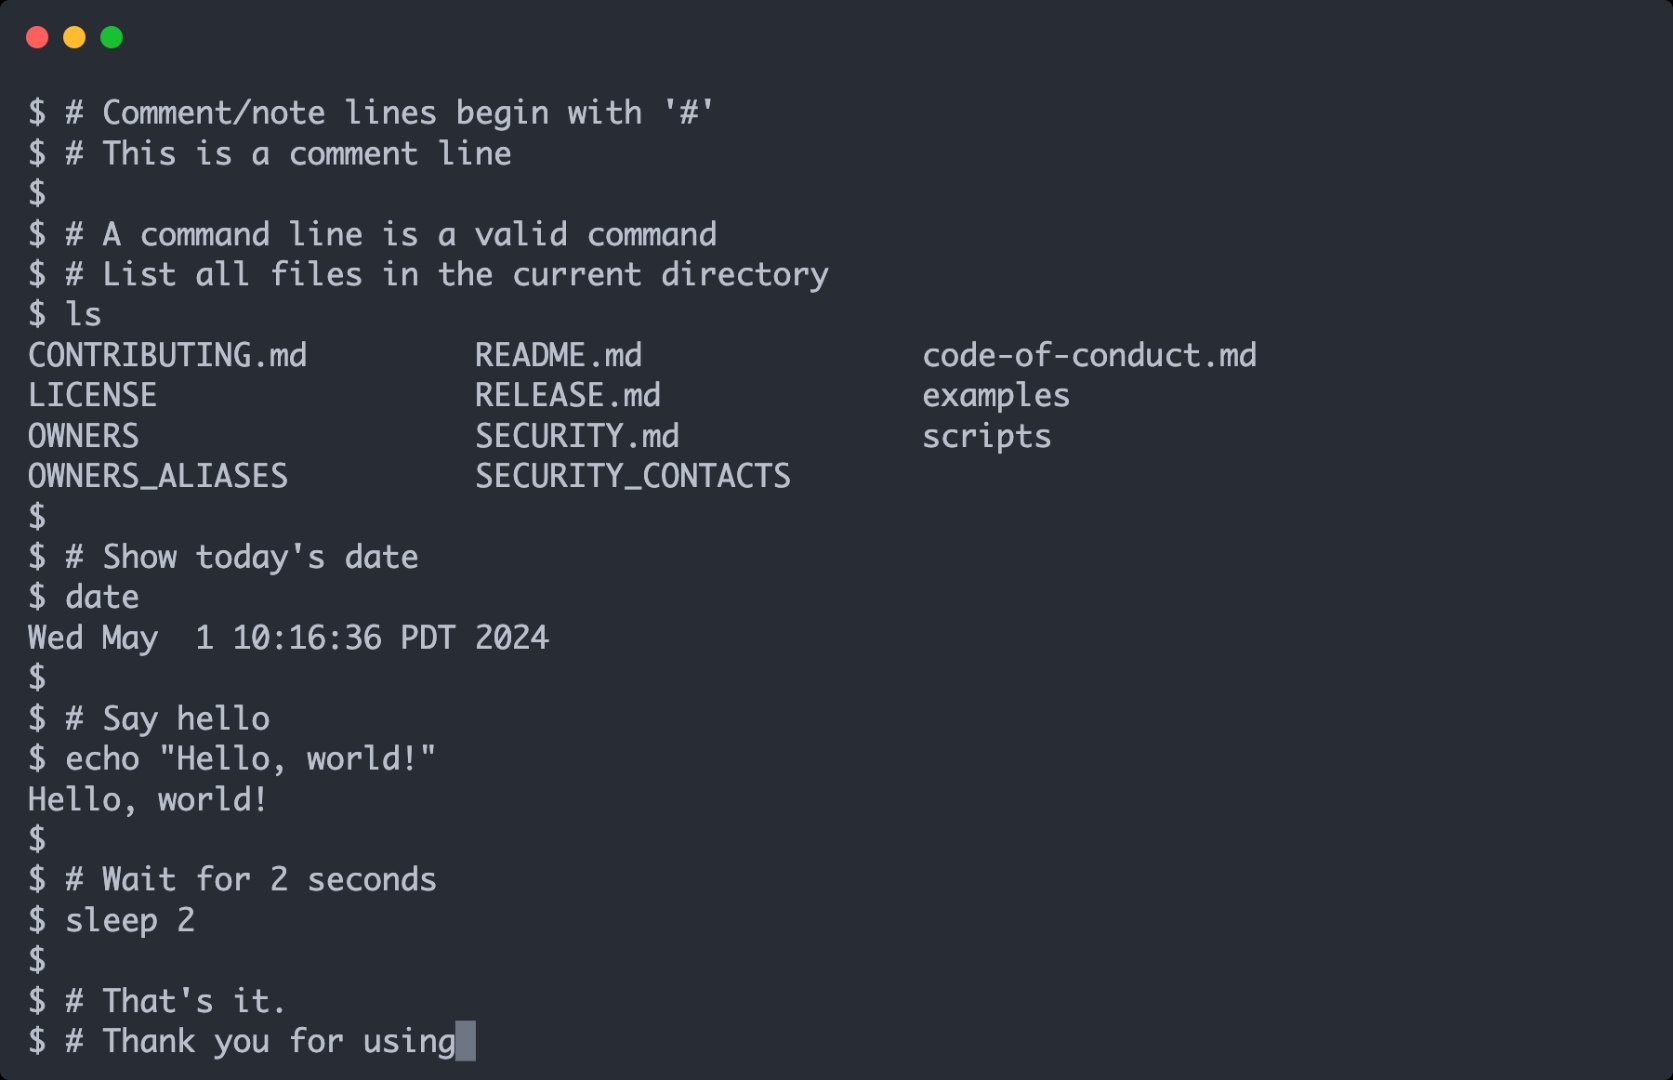 $ # Comment/note lines begin with '#'
$ # This is a comment line
$
$ # A command line is a valid command
$ # List all files in the current directory
$ ls
CONTRIBUTING.md         README.md               code-of-conduct.md
LICENSE                 RELEASE.md              examples
OWNERS                  SECURITY.md             scripts
OWNERS_ALIASES          SECURITY_CONTACTS
$
$ # Show today's date
$ date
Wed May  1 10:16:36 PDT 2024
$
$ # Say hello
$ echo "Hello, world!"
Hello, world!
$
$ # Wait for 2 seconds
$ sleep 2
$
$ # That's it.
$ # Thank you for using